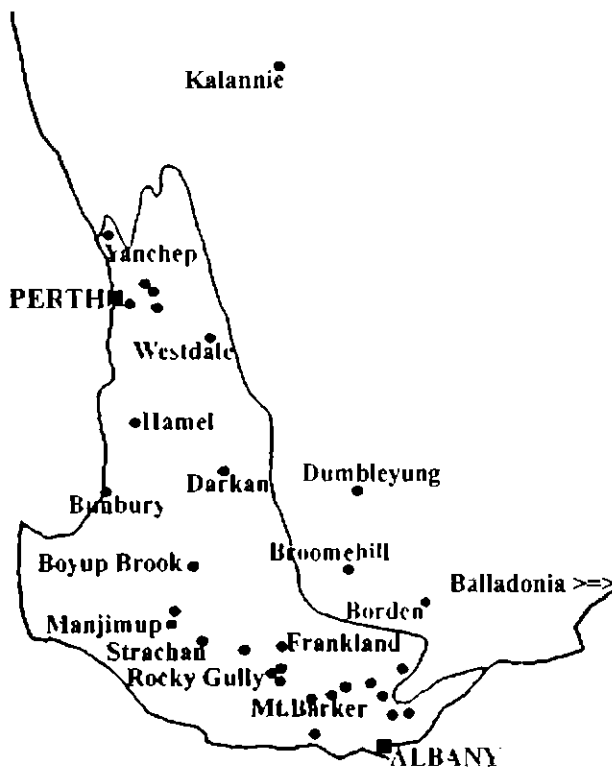 Kalannie
Yanchep
PERTH
Westdale
Hamel
Darkan
Dumbleyung
Bunbury
Broomehill
Boyup Brook
Balladonia >=>
Borden
Manjimup
Frankland
Strachan
Rocky Gully
Mt.Barker
ALBANY